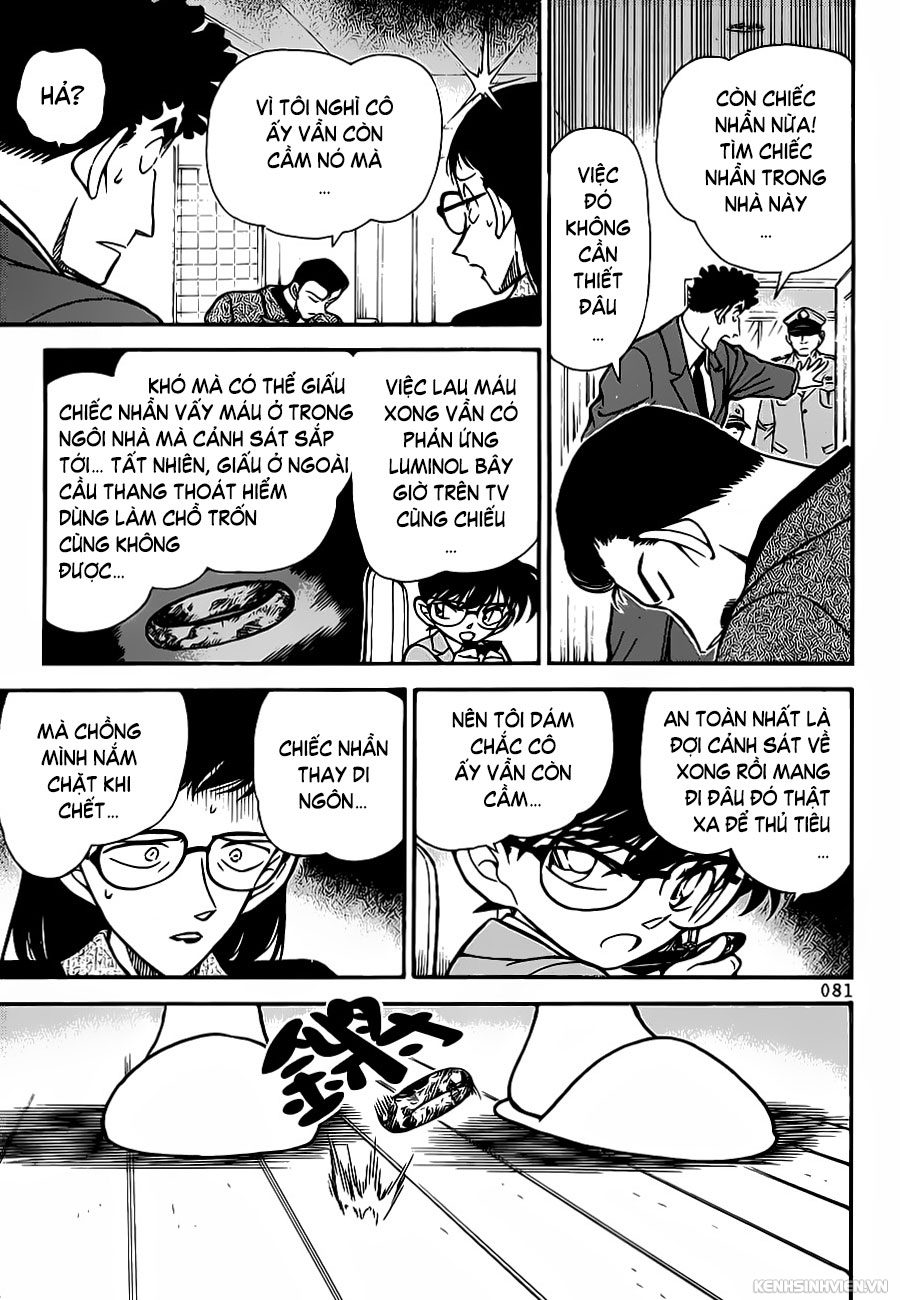 CÒN CHIẾC
NHẪN NỮA!
TÌM CHIẾC
NHẪN TRONG
NHÀ NÀY
...
VIỆC
ĐÓ
KHÔNG
CẦN
THIẾT
ĐÂU
...
VÌ TÔI NGHĨ CÔ
ẤY VẪN CÒN
CẦM NÓ MÀ
...
HẢ?
VIỆC LAU MÁU
XONG VẪN CÓ
PHẢN ỨNG
LUMINOL BÂY
GIỜ TRÊN TV
CŨNG CHIẾU
...
KHÓ MÀ CÓ THỂ GIẤU
CHIẾC NHẪN VẤY MÁU Ở TRONG
NGÔI NHÀ MÀ CẢNH SÁT SẮP
TỚI... TẤT NHIÊN, GIẤU Ở NGOÀI
CẦU THANG THOÁT HIỂM
DÙNG LÀM CHỖ TRỐN
CŨNG KHÔNG
ĐƯỢC...
AN TOÀN NHẤT LÀ
ĐỢI CẢNH SÁT VỀ
XONG RỒI MANG
ĐI ĐÂU ĐÓ THẬT
XA ĐỂ THỦ TIÊU
...
NÊN TÔI DÁM
CHẮC CÔ
ẤY VẪN CÒN
CẦM...
CHIẾC NHẪN
THAY DI
NGÔN...
MÀ CHỒNG
MÌNH NẮM
CHẶT KHI
CHẾT...
081
KENHSINHVIEN.VN